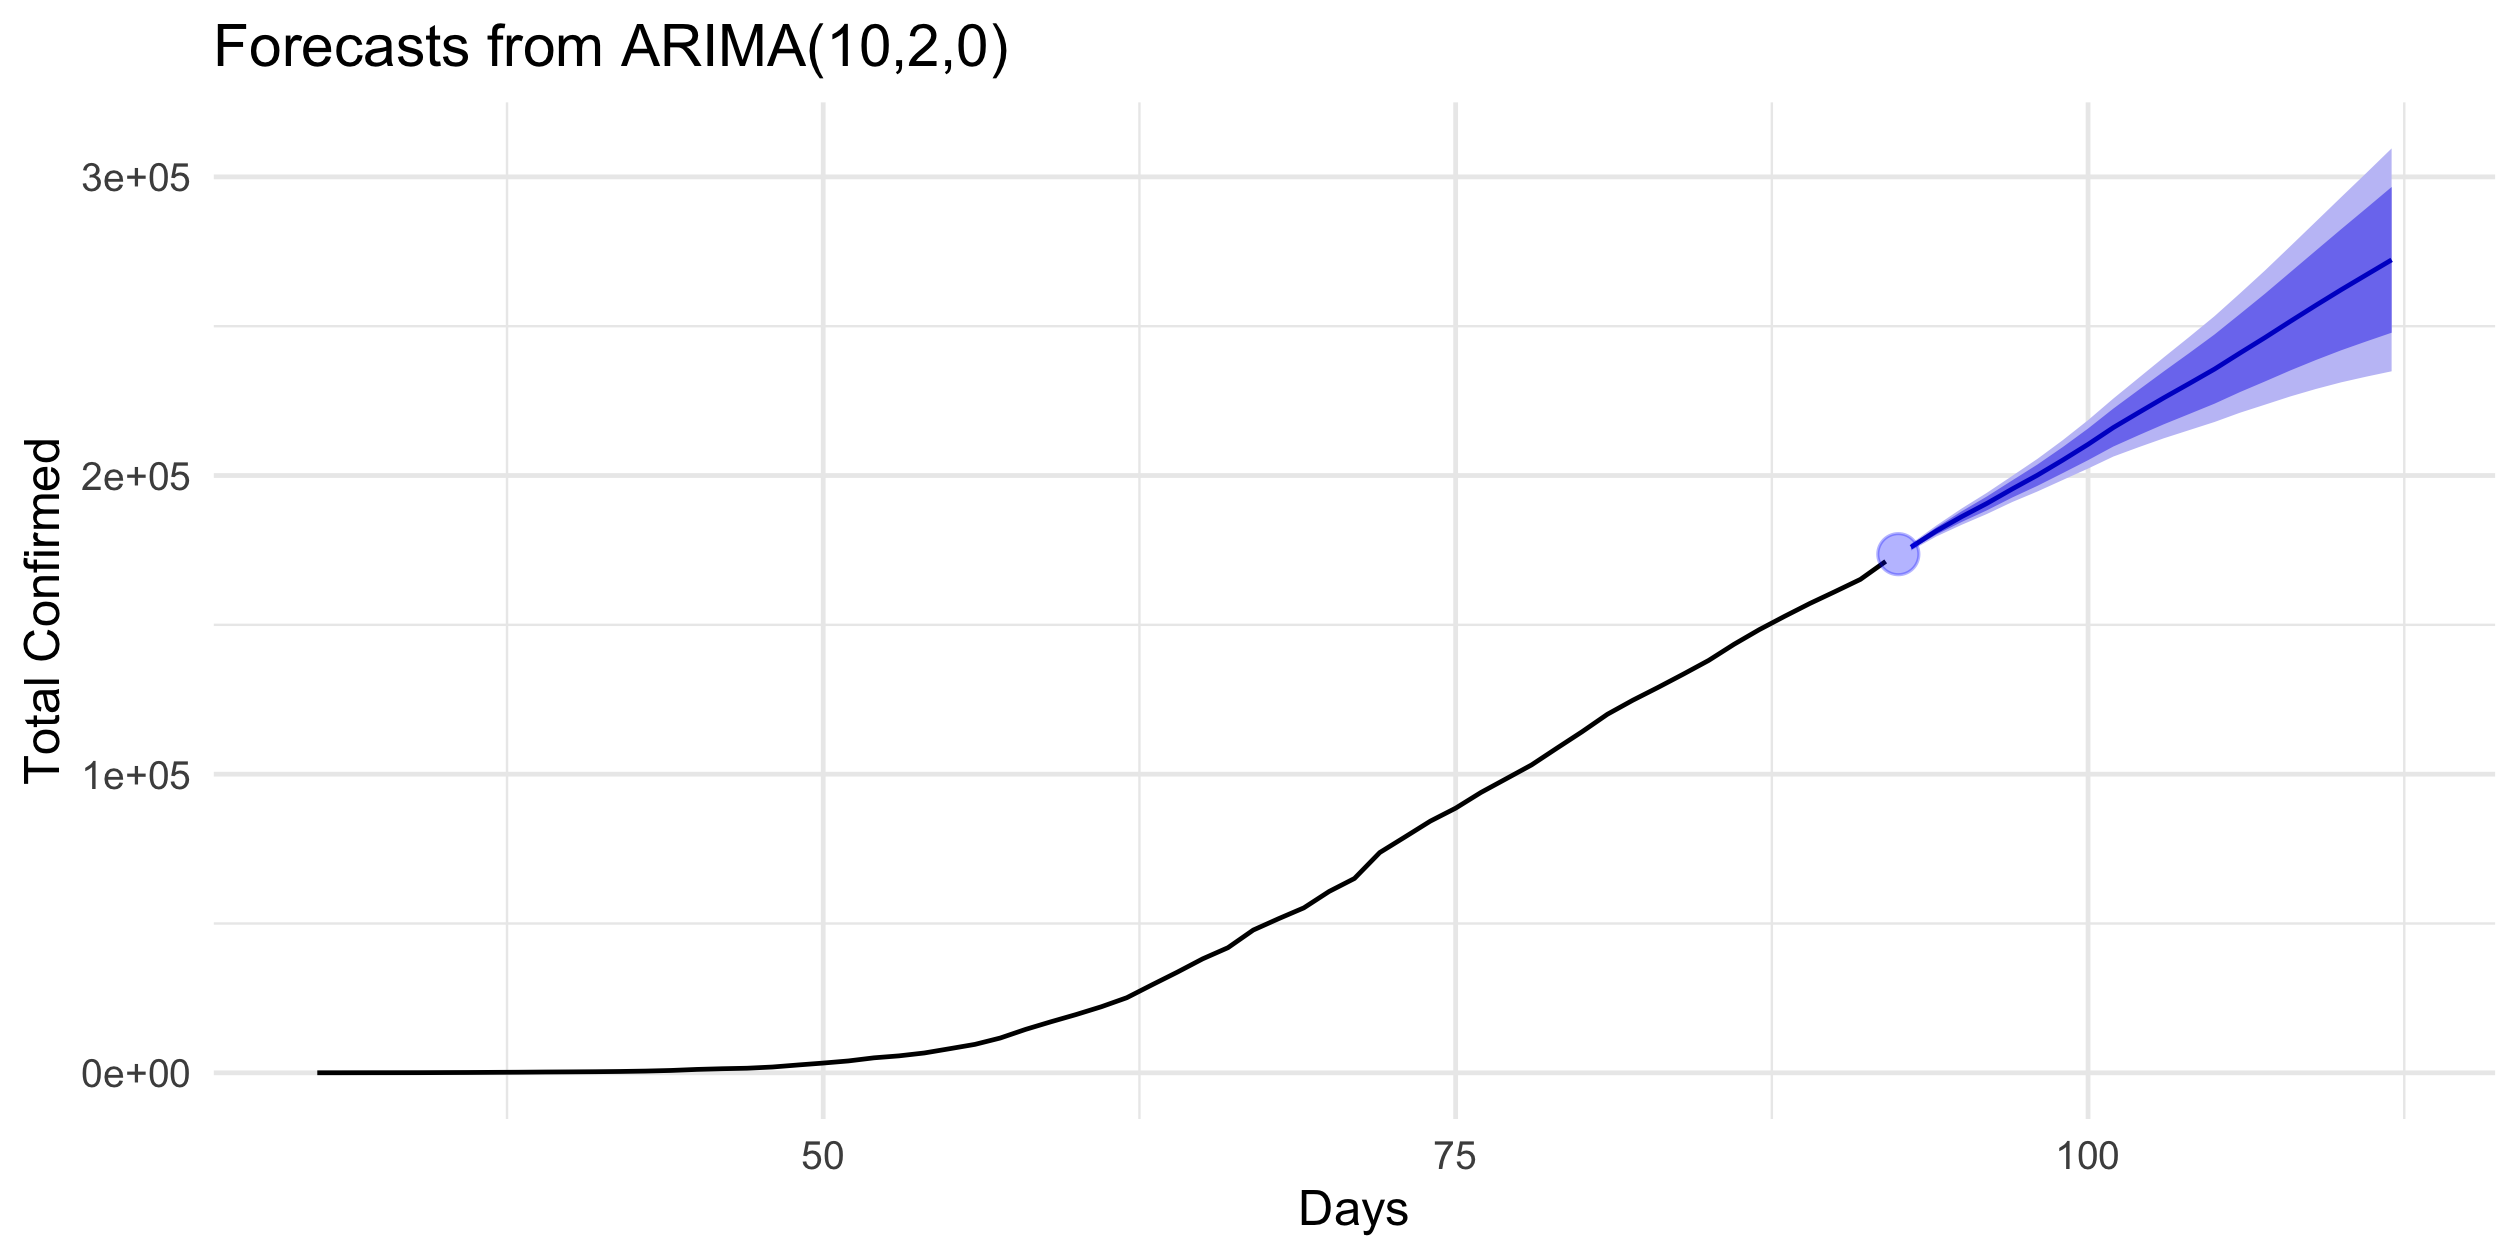 Forecasts from ARIMA(10,2,0)
Total Confirmed
3e+05
2e+05
1e+05
0e+00
50
75
100
Days